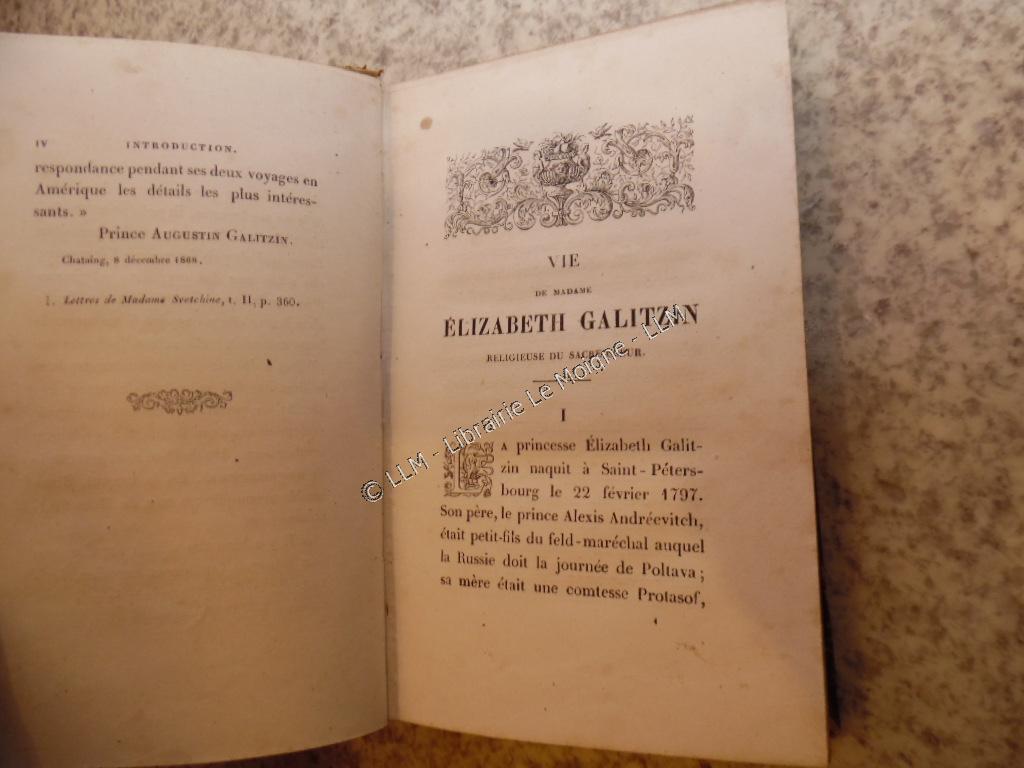 IV INTRODUCTION.
respondance pendant ses deux voyages en
Amérique les détails les plus intéres-
sants. »
Prince AUGUSTIN GALITZIN.
Chataing, 8 décembre 1868.
1. Lettres de Madame Svetchine, t. II, p. 360.
VIE
DE MADAME
ÉLIZABETH GALITZIN
RELIGIEUSE DU SACRÉ-CŒUR.
I
LA princesse Élizabeth Galit-
zin naquit à Saint-Péters-
bourg le 22 février 1797.
Son père, le prince Alexis Andréevitch,
était petit-fils du feld-maréchal auquel
la Russie doit la journée de Poltava ;
sa mère était une comtesse Protasof,
1
© LLM - Librairie Le Moigne - LLM